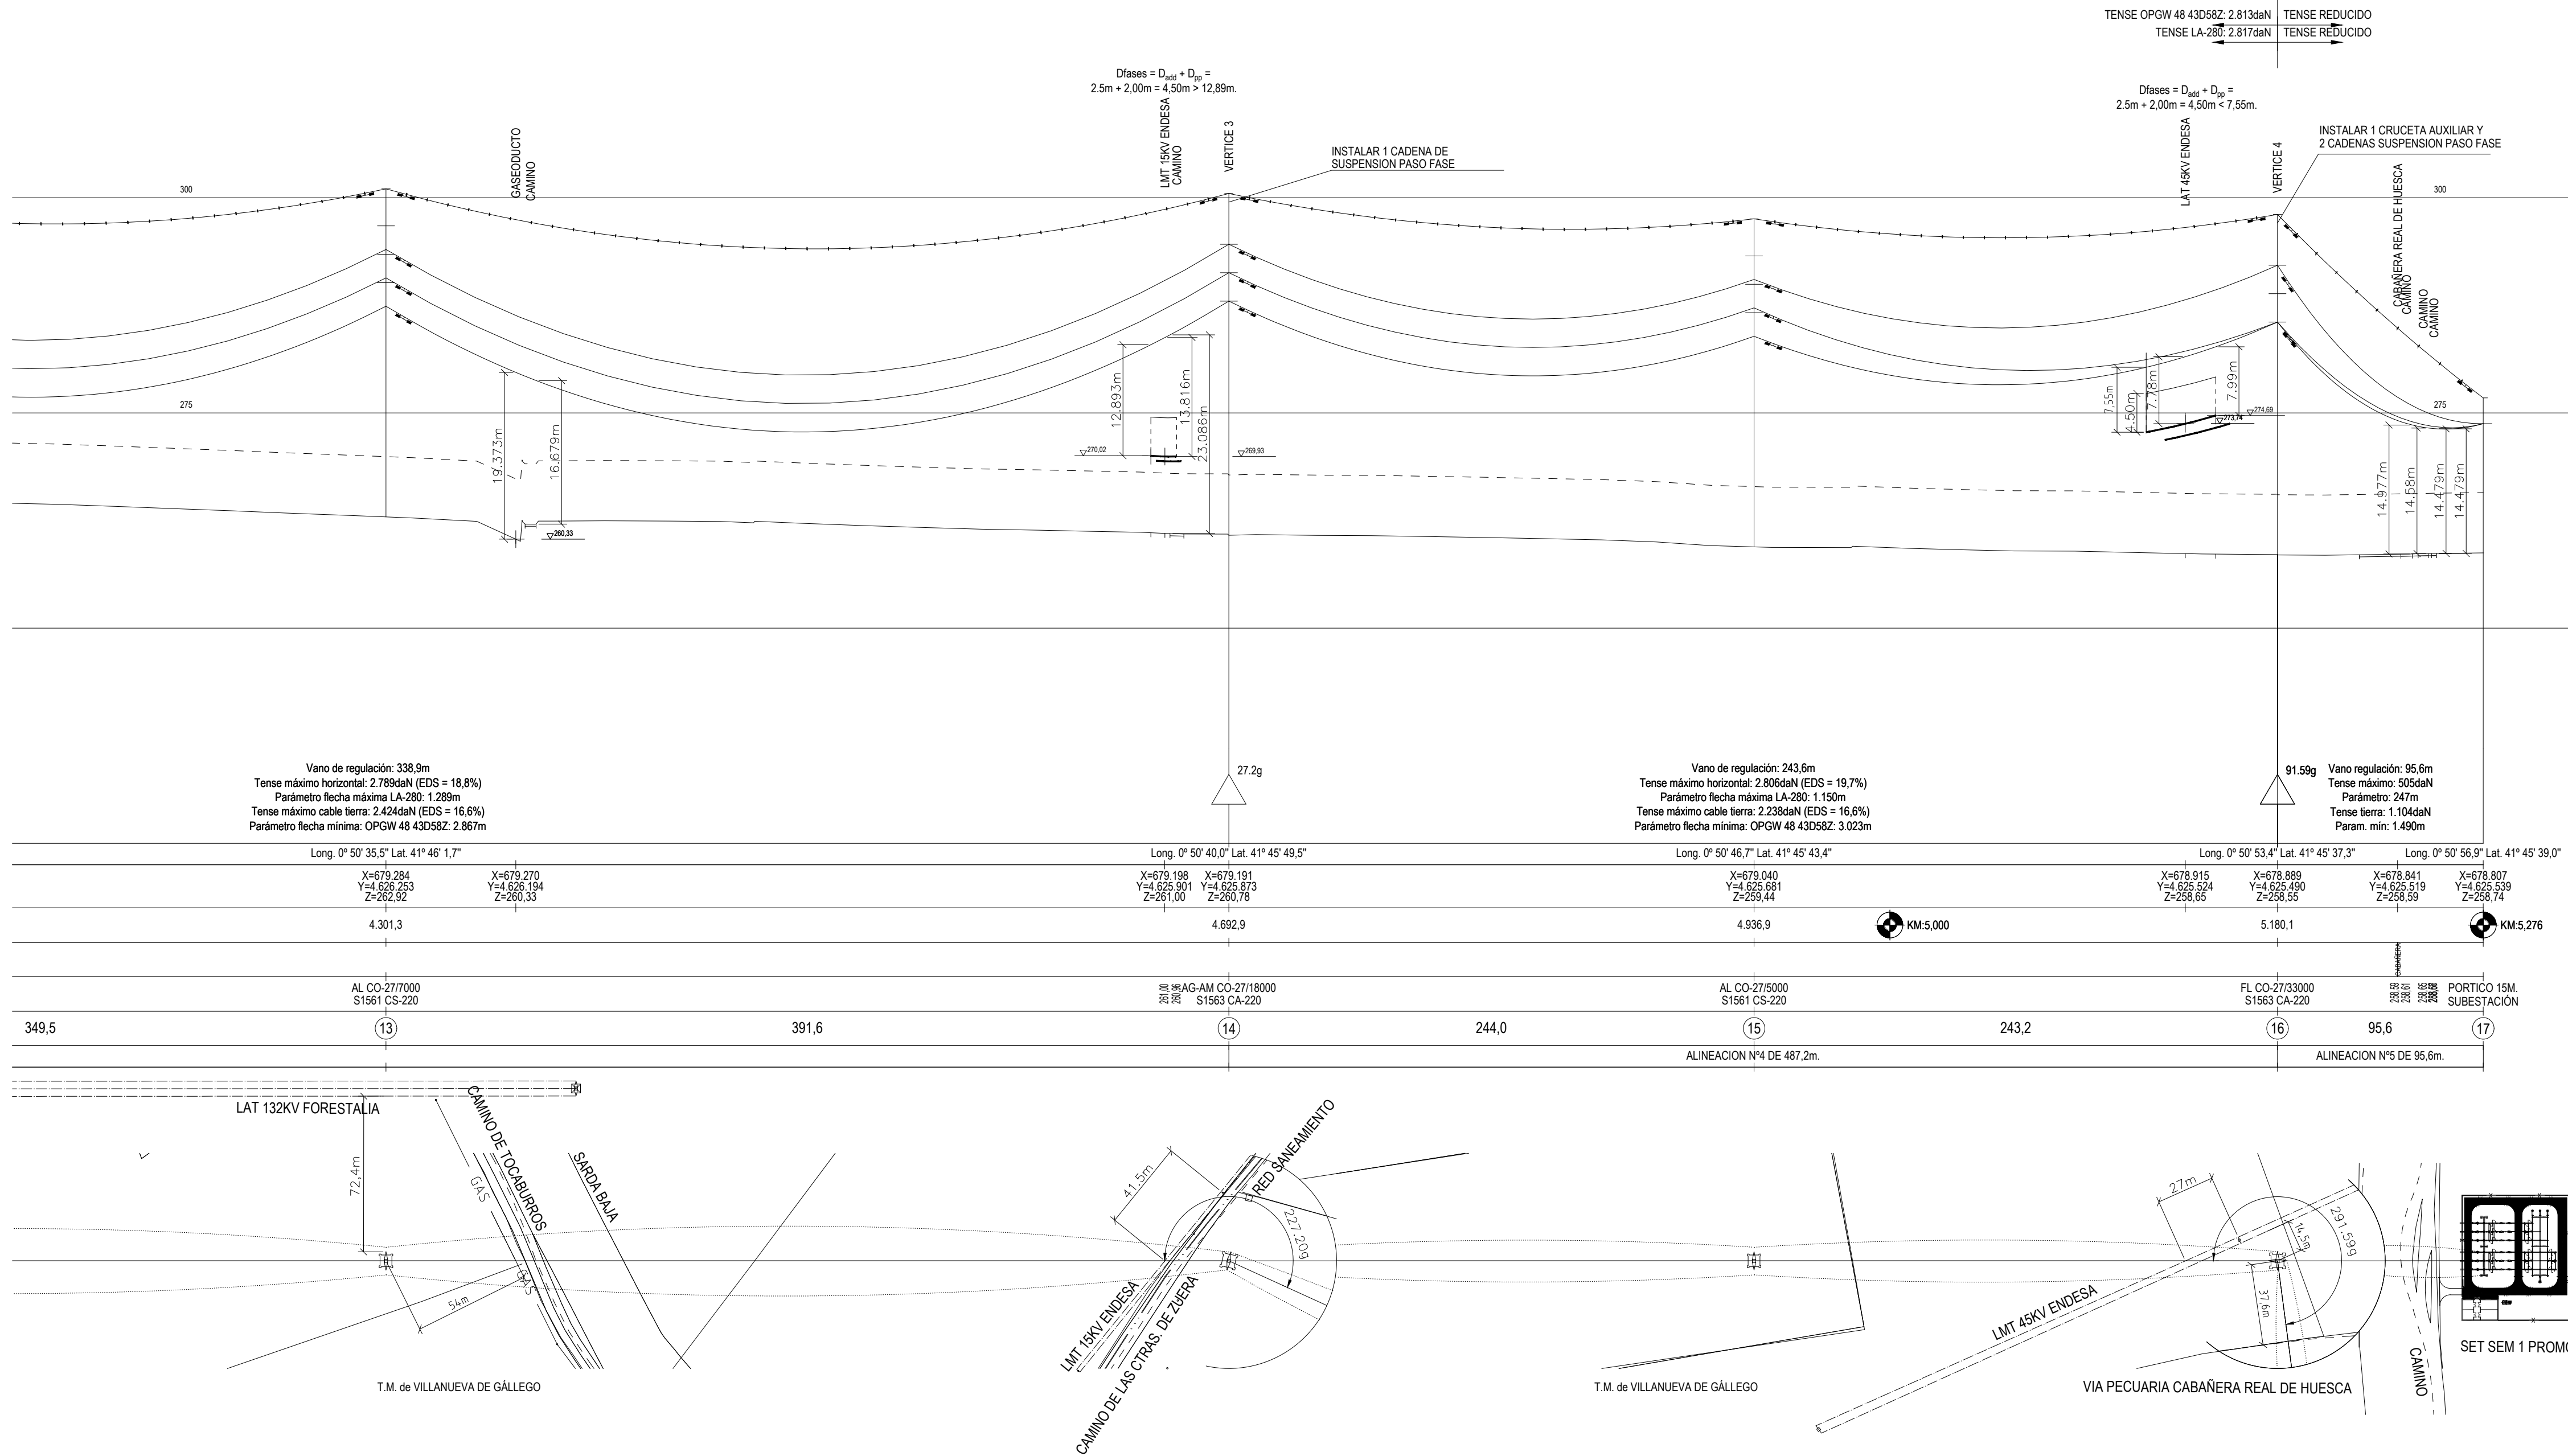 TENSE OPGW 48 43D58Z: 2.813daN TENSE REDUCIDO
TENSE LA-280: 2.817daN TENSE REDUCIDO
Dfases = Dadd + Dpp =
2.5m + 2,00m = 4,50m > 12,89m.
Dfases = Dadd + Dpp =
2.5m + 2,00m = 4,50m < 7,55m.
GASEODUCTO
CAMINO
LMT 15KV ENDESA
CAMINO
VERTICE 3
INSTALAR 1 CADENA DE
SUSPENSION PASO FASE
LAT 45KV ENDESA
VERTICE 4
INSTALAR 1 CRUCETA AUXILIAR Y
2 CADENAS SUSPENSION PASO FASE
CABAÑERA REAL DE HUESCA
CAMINO
CAMINO
CAMINO
300
300
275
275
19.373m
16.679m
260,33
12.893m
13.816m
23.086m
270,02
269,93
7,55m
4.50m
7.78m
7.99m
274,69
273,74
14.977m
14.58m
14.479m
14.479m
27.2g
91.59g
Vano de regulación: 338,9m
Tense máximo horizontal: 2.789daN (EDS = 18,8%)
Parámetro flecha máxima LA-280: 1.289m
Tense máximo cable tierra: 2.424daN (EDS = 16,6%)
Parámetro flecha mínima: OPGW 48 43D58Z: 2.867m
Vano de regulación: 243,6m
Tense máximo horizontal: 2.806daN (EDS = 19,7%)
Parámetro flecha máxima LA-280: 1.150m
Tense máximo cable tierra: 2.238daN (EDS = 16,6%)
Parámetro flecha mínima: OPGW 48 43D58Z: 3.023m
Vano regulación: 95,6m
Tense máximo: 505daN
Parámetro: 247m
Tense tierra: 1.104daN
Param. mín: 1.490m
Long. 0º 50' 35,5" Lat. 41º 46' 1,7"
Long. 0º 50' 40,0" Lat. 41º 45' 49,5"
Long. 0º 50' 46,7" Lat. 41º 45' 43,4"
Long. 0º 50' 53,4" Lat. 41º 45' 37,3"
Long. 0º 50' 56,9" Lat. 41º 45' 39,0"
X=679.284
Y=4.626.253
Z=262,92
X=679.270
Y=4.626.194
Z=260,33
X=679.198
Y=4.625.901
Z=261,00
X=679.191
Y=4.625.873
Z=260,78
X=679.040
Y=4.625.681
Z=259,44
X=678.915
Y=4.625.524
Z=258,65
X=678.889
Y=4.625.490
Z=258,55
X=678.841
Y=4.625.519
Z=258,59
X=678.807
Y=4.625.539
Z=258,74
4.301,3
4.692,9
4.936,9
KM:5,000
5.180,1
KM:5,276
CABAÑERA
AL CO-27/7000
S1561 CS-220
261,00
260,96
AG-AM CO-27/18000
S1563 CA-220
AL CO-27/5000
S1561 CS-220
FL CO-27/33000
S1563 CA-220
258,59
258,61
258,65
PORTICO 15M.
SUBESTACIÓN
349,5 13 391,6 14 244,0 15 243,2 16 95,6 17
ALINEACION Nº4 DE 487,2m.
ALINEACION Nº5 DE 95,6m.
LAT 132KV FORESTALIA
72,4m
CAMINO DE TOCABURROS
SARDA BAJA
GAS
GAS
54m
T.M. de VILLANUEVA DE GÁLLEGO
41.5m
RED SANEAMIENTO
227.20g
LMT 15KV ENDESA
CAMINO DE LAS CTRAS. DE ZUERA
T.M. de VILLANUEVA DE GÁLLEGO
LMT 45KV ENDESA
27m
14,5m
291.59g
37.6m
VIA PECUARIA CABAÑERA REAL DE HUESCA
CAMINO
SET SEM 1 PROMO